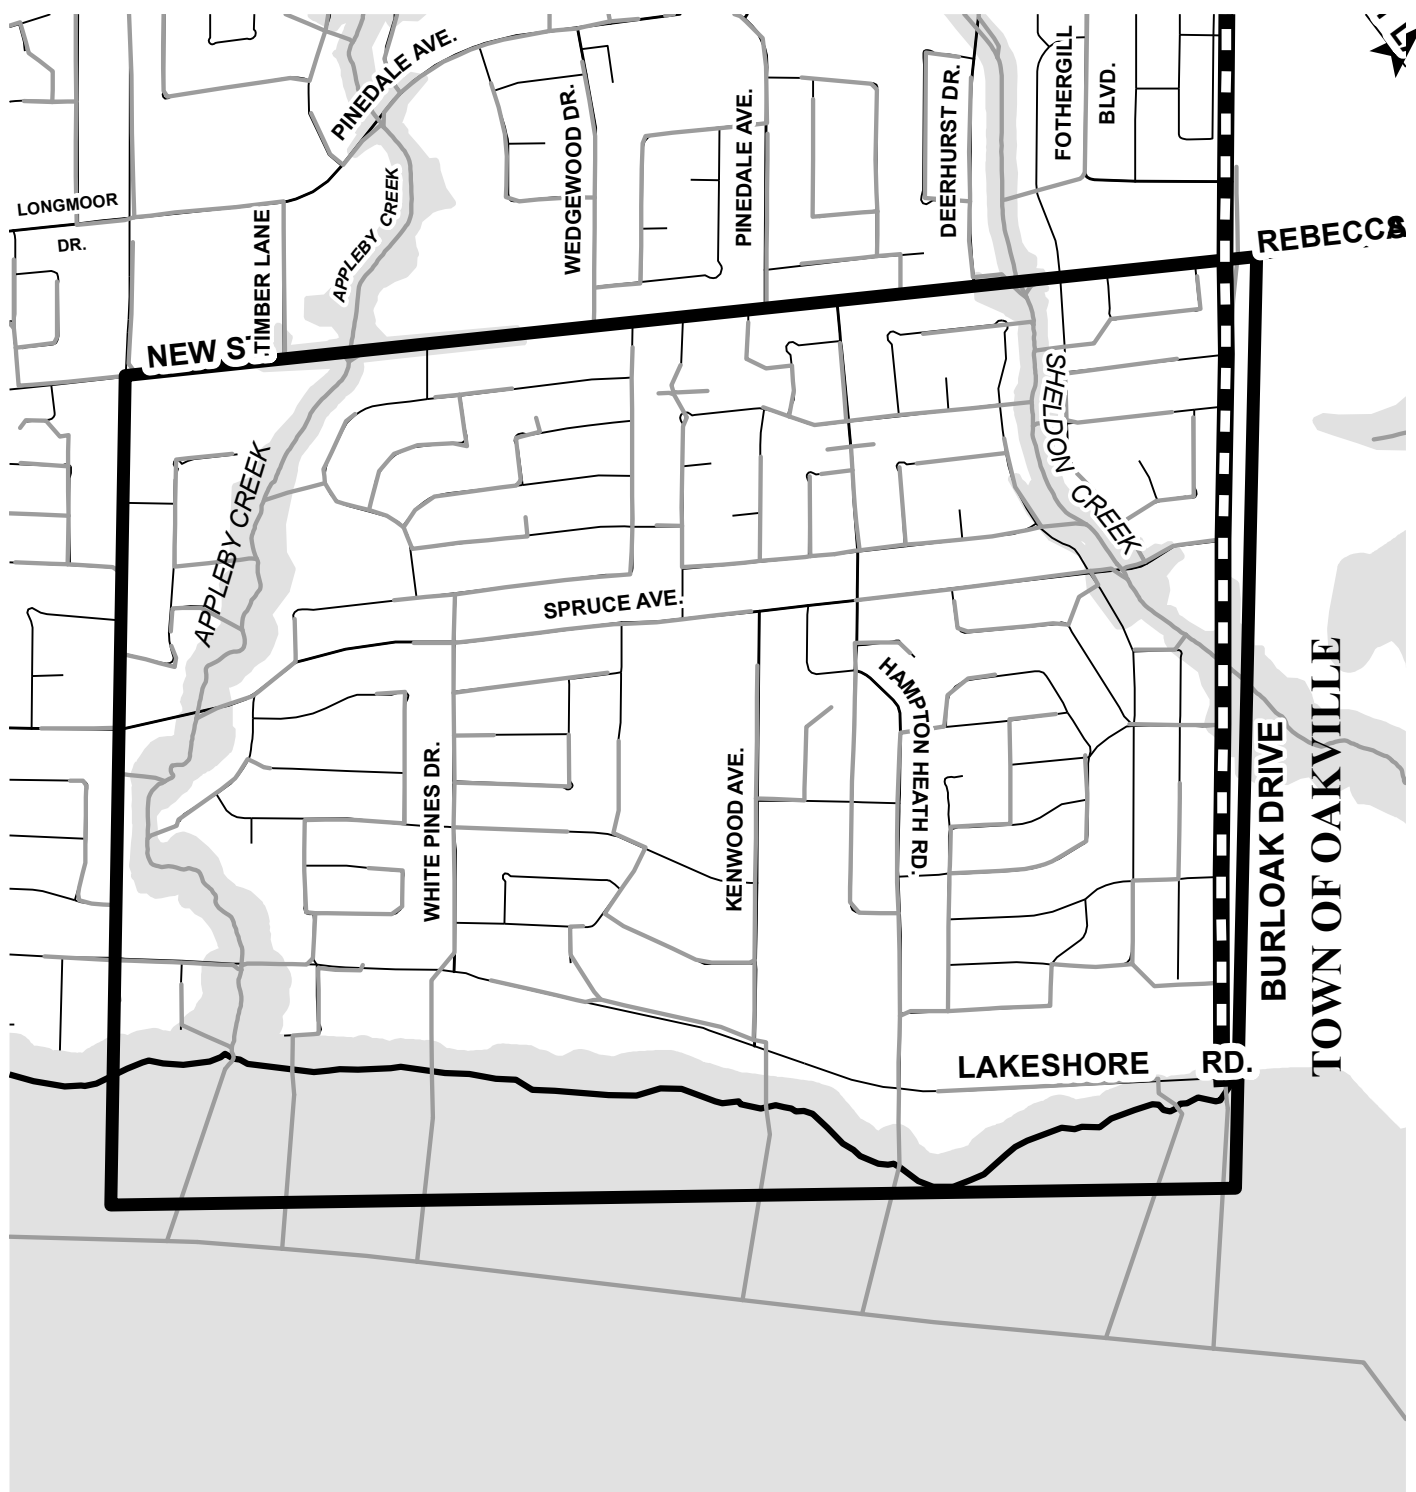 PINEDALE AVE.
FOTHERGILL
BLVD.
DEERHURST DR.
WEDGEWOOD DR.
PINEDALE AVE.
LONGMOOR
DR.
TIMBER LANE
APPLEBY CREEK
REBECCA
NEW ST.
SHELDON CREEK
APPLEBY CREEK
SPRUCE AVE.
HAMPTON HEATH RD.
WHITE PINES DR.
KENWOOD AVE.
BURLOAK DRIVE
TOWN OF OAKVILLE
LAKESHORE RD.